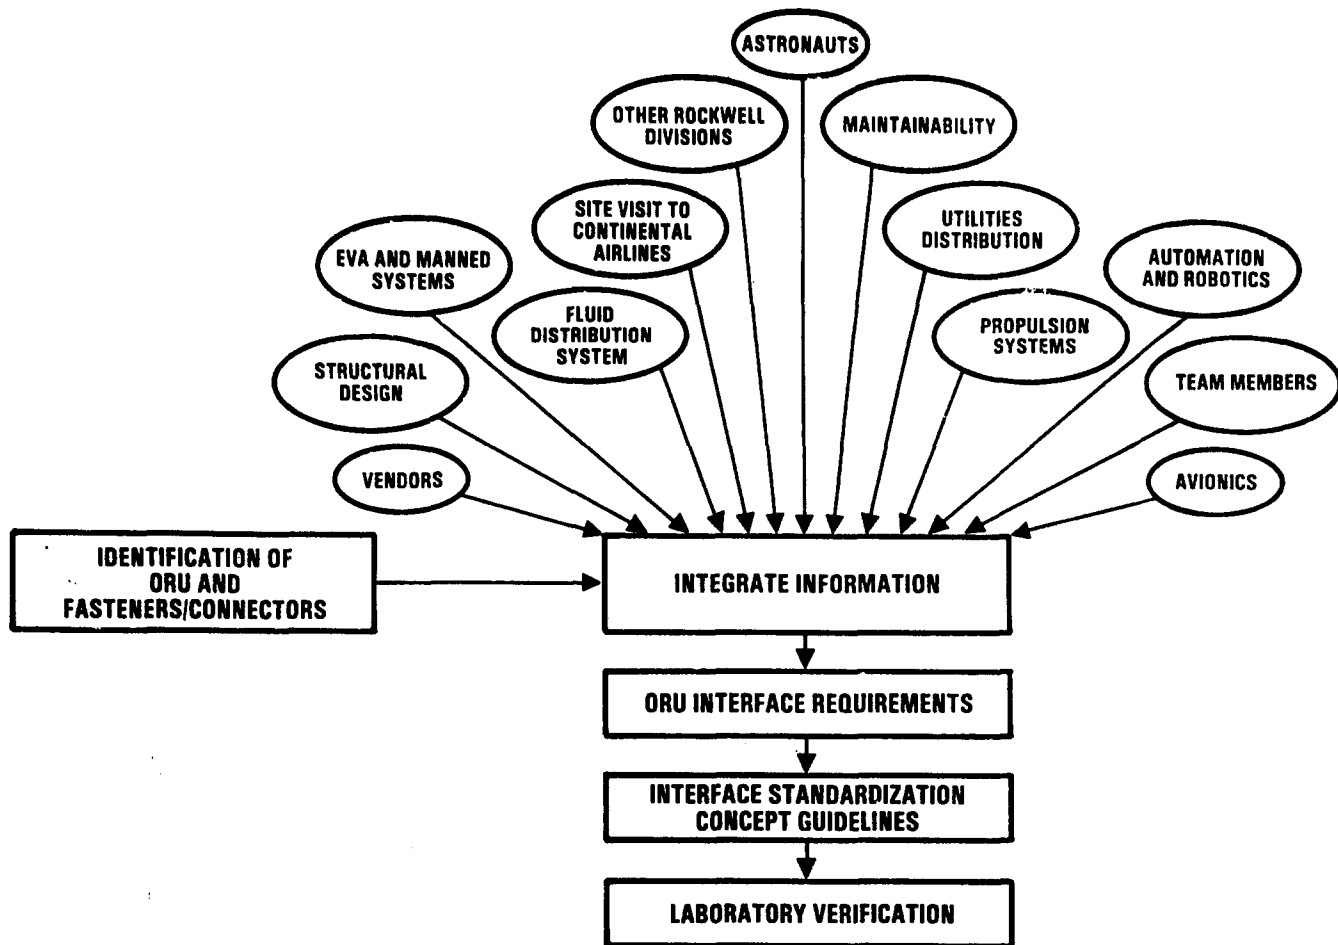 ASTRONAUTS
OTHER ROCKWELL
DIVISIONS
MAINTAINABILITY
SITE VISIT TO
CONTINENTAL
AIRLINES
UTILITIES
DISTRIBUTION
EVA AND MANNED
SYSTEMS
AUTOMATION
AND ROBOTICS
FLUID
DISTRIBUTION
SYSTEM
PROPULSION
SYSTEMS
STRUCTURAL
DESIGN
TEAM MEMBERS
VENDORS
AVIONICS
IDENTIFICATION OF
ORU AND
FASTENERS/CONNECTORS
INTEGRATE INFORMATION
ORU INTERFACE REQUIREMENTS
INTERFACE STANDARDIZATION
CONCEPT GUIDELINES
LABORATORY VERIFICATION